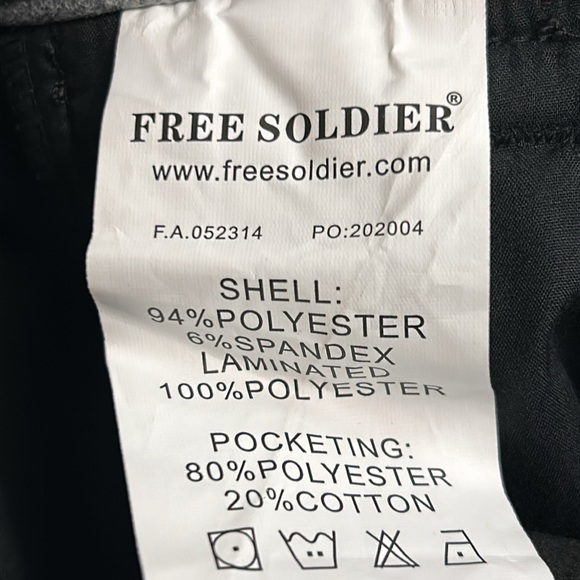 FREE SOLDIER®
www.freesoldier.com
F.A.052314 PO:202004
SHELL:
94%POLYESTER
6%SPANDEX
LAMINATED
100%POLYESTER
POCKETING:
80%POLYESTER
20%COTTON